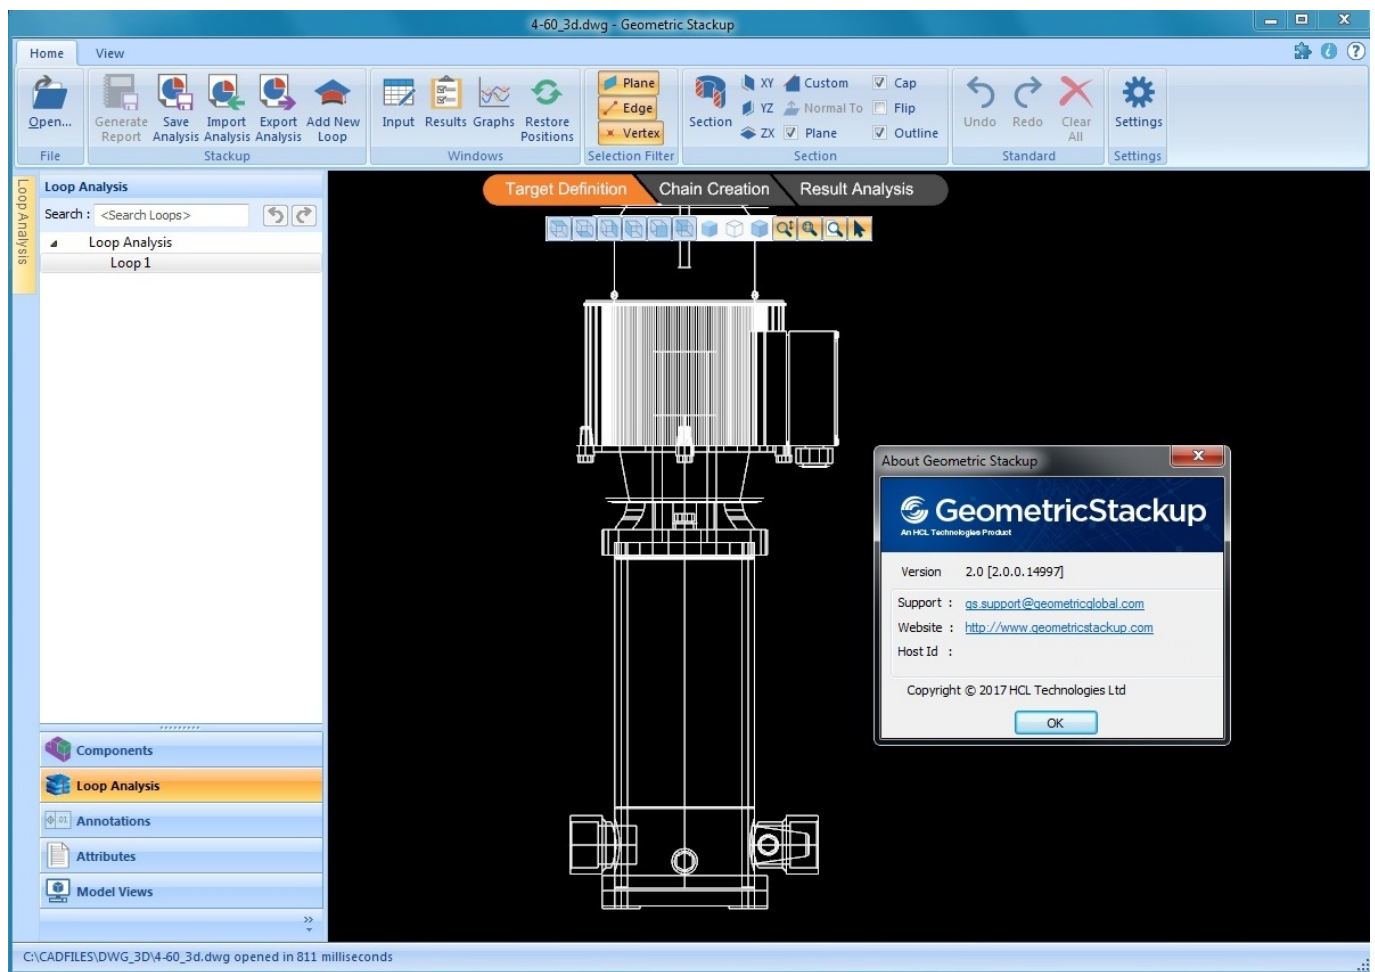 4-60_3d.dwg - Geometric Stackup
Home View
Open...
Generate Report
Save Analysis
Import Analysis
Export Analysis
Add New Loop
Input
Results
Graphs
Restore Positions
Plane
Edge
Vertex
Section
XY
YZ
ZX
Custom
Normal To
Plane
Cap
Flip
Outline
Undo
Redo
Clear All
Settings
File Stackup Windows Selection Filter Section Standard Settings
Loop Analysis
Loop Analysis
Search : <Search Loops>
Loop Analysis
Loop 1
Target Definition Chain Creation Result Analysis
About Geometric Stackup
GeometricStackup
An HCL Technologies Product
Version 2.0 [2.0.0.14997]
Support : gs.support@geometricglobal.com
Website : http://www.geometricstackup.com
Host Id :
Copyright © 2017 HCL Technologies Ltd
OK
Components
Loop Analysis
.01 Annotations
Attributes
Model Views
C:\CADFILES\DWG_3D\4-60_3d.dwg opened in 811 milliseconds